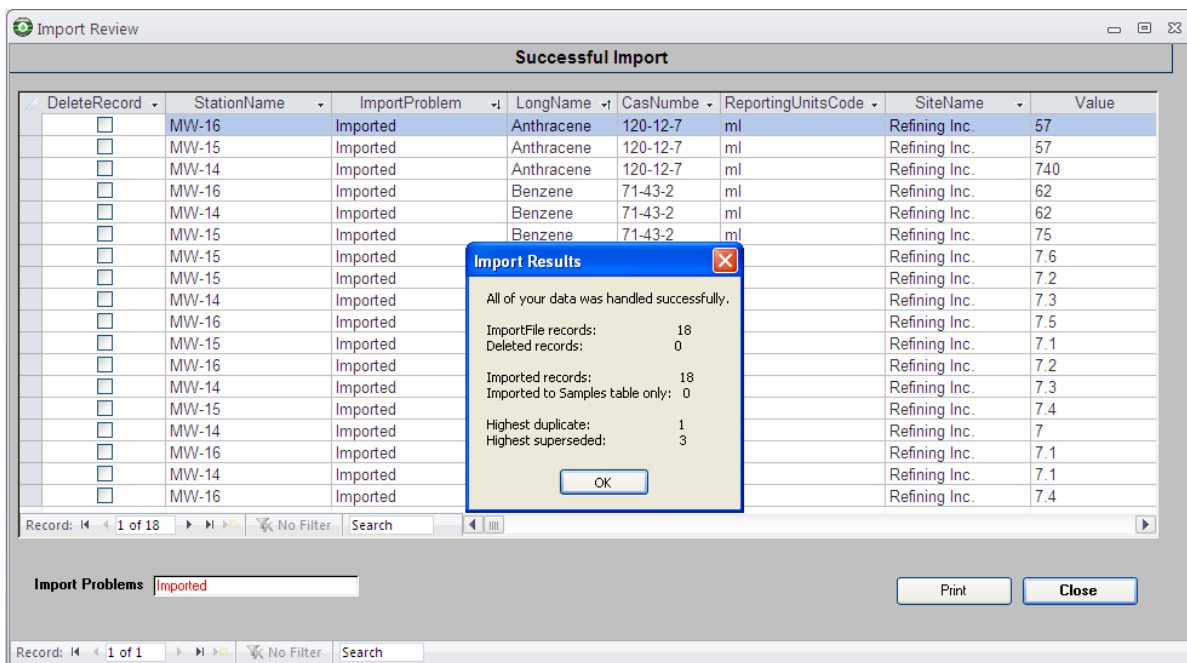 Import Review
Successful Import
DeleteRecord StationName ImportProblem LongName CasNumbe ReportingUnitsCode SiteName Value
MW-16 Imported Anthracene 120-12-7 ml Refining Inc. 57
MW-15 Imported Anthracene 120-12-7 ml Refining Inc. 57
MW-14 Imported Anthracene 120-12-7 ml Refining Inc. 740
MW-16 Imported Benzene 71-43-2 ml Refining Inc. 62
MW-14 Imported Benzene 71-43-2 ml Refining Inc. 62
MW-15 Imported Benzene 71-43-2 ml Refining Inc. 75
MW-15 Imported Refining Inc. 7.6
MW-15 Imported Refining Inc. 7.2
MW-14 Imported Refining Inc. 7.3
MW-16 Imported Refining Inc. 7.5
MW-15 Imported Refining Inc. 7.1
MW-16 Imported Refining Inc. 7.2
MW-14 Imported Refining Inc. 7.3
MW-15 Imported Refining Inc. 7.4
MW-14 Imported Refining Inc. 7
MW-16 Imported Refining Inc. 7.1
MW-14 Imported Refining Inc. 7.1
MW-16 Imported Refining Inc. 7.4
Import Results
All of your data was handled successfully.
ImportFile records: 18
Deleted records: 0
Imported records: 18
Imported to Samples table only: 0
Highest duplicate: 1
Highest superseded: 3
OK
Record: 1 of 18 No Filter Search
Import Problems Imported
Print Close
Record: 1 of 1 No Filter Search